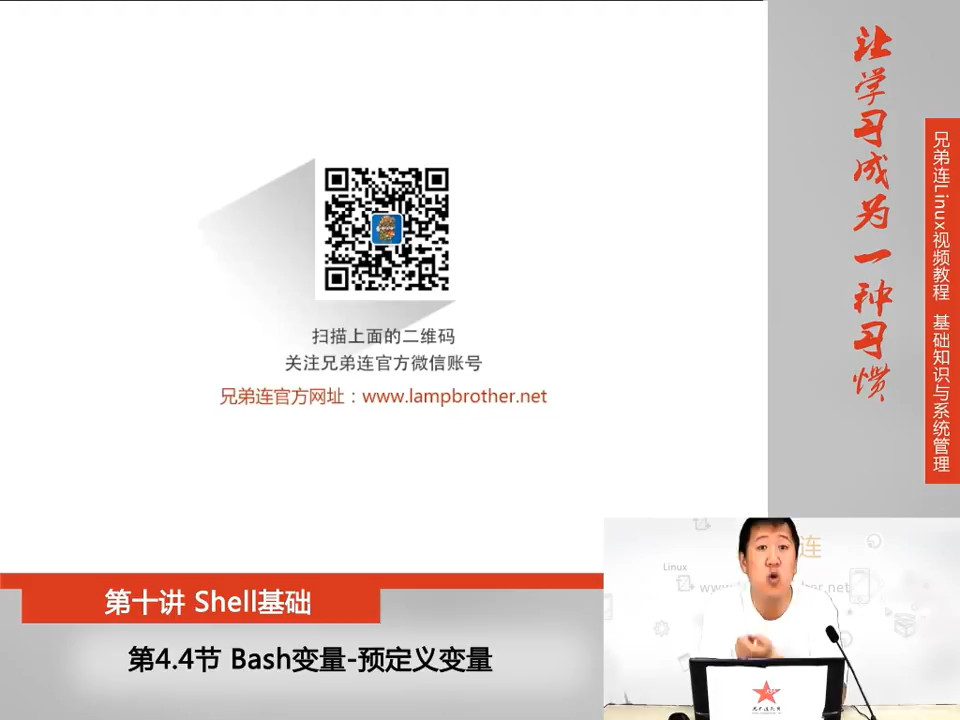 让学习成为一种习惯
兄弟连Linux视频教程 基础知识与系统管理
扫描上面的二维码
关注兄弟连官方微信账号
兄弟连官方网址：www.lampbrother.net
第十讲 Shell基础
第4.4节 Bash变量-预定义变量
连
Linux